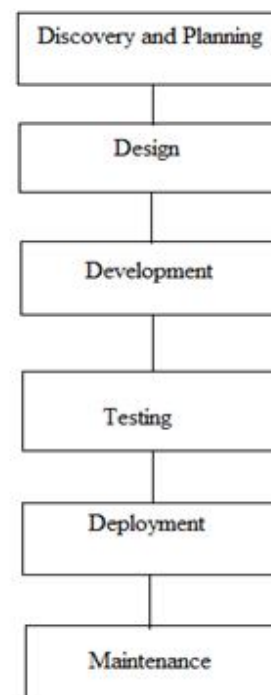 Discovery and Planning
Design
Development
Testing
Deployment
Maintenance